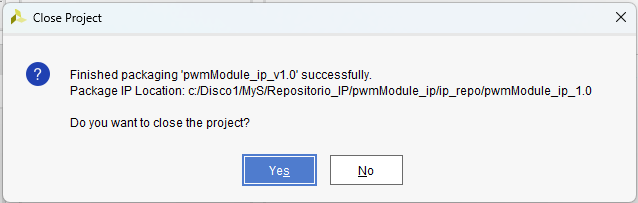 Close Project
Finished packaging 'pwmModule_ip_v1.0' successfully.
Package IP Location: c:/Disco1/MyS/Repositorio_IP/pwmModule_ip/ip_repo/pwmModule_ip_1.0
Do you want to close the project?
Yes
No